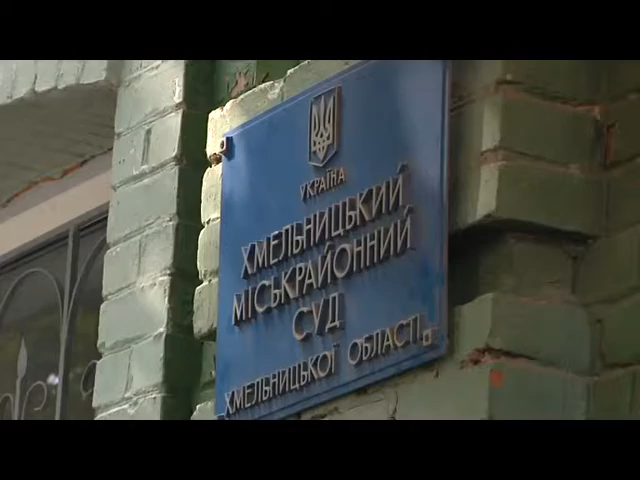 УКРАЇНА
ХМЕЛЬНИЦЬКИЙ
МІСЬКРАЙОННИЙ
СУД
ХМЕЛЬНИЦЬКОЇ ОБЛАСТІ